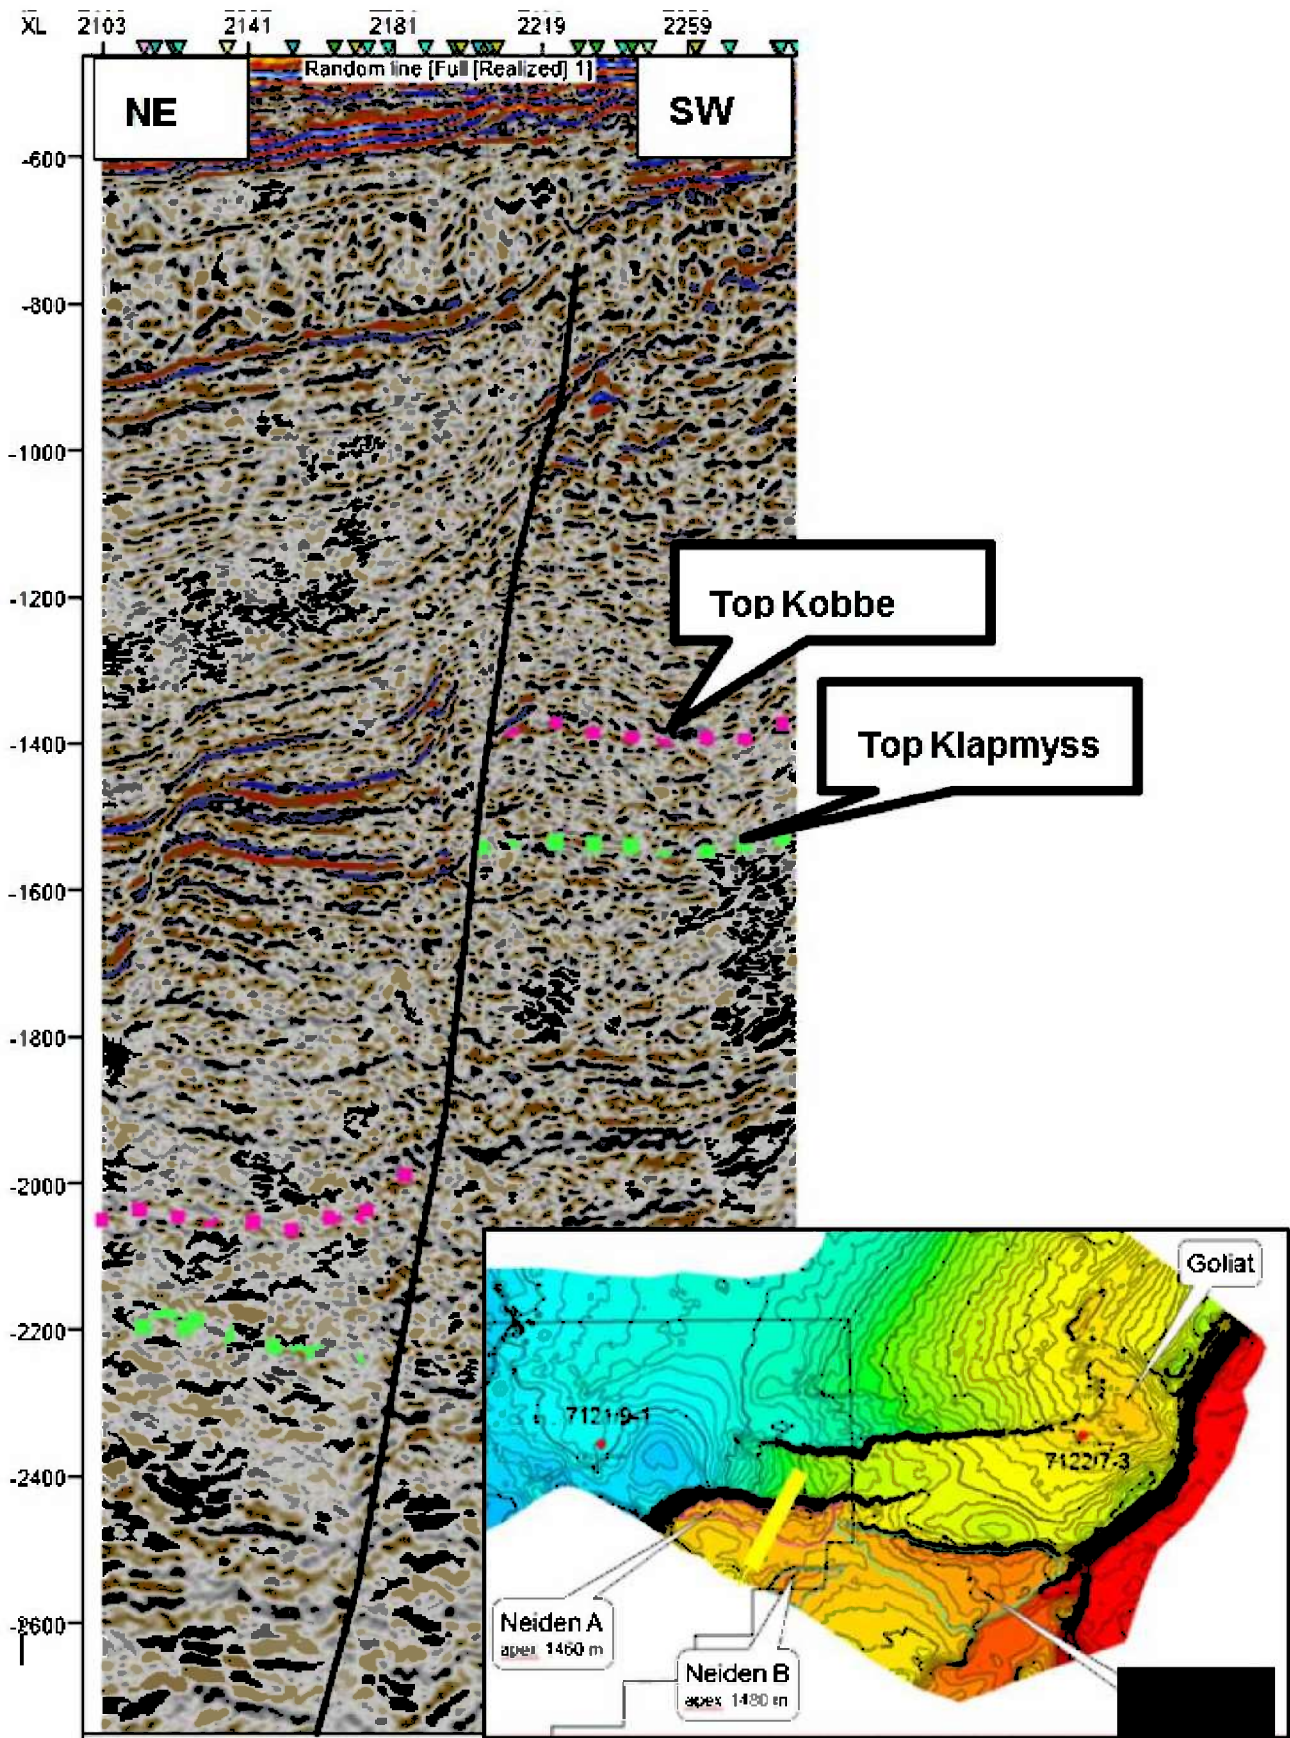 XL 2103 2141 2181 2219 2259
Random line [Full [Realized] 1]
NE
SW
-600
-800
-1000
-1200
Top Kobbe
-1400
Top Klapmyss
-1600
-1800
-2000
-2200
-2400
-2600
Goliat
7121/9-1
7122/7-3
Neiden A
apex 1460 m
Neiden B
apex 1480 m